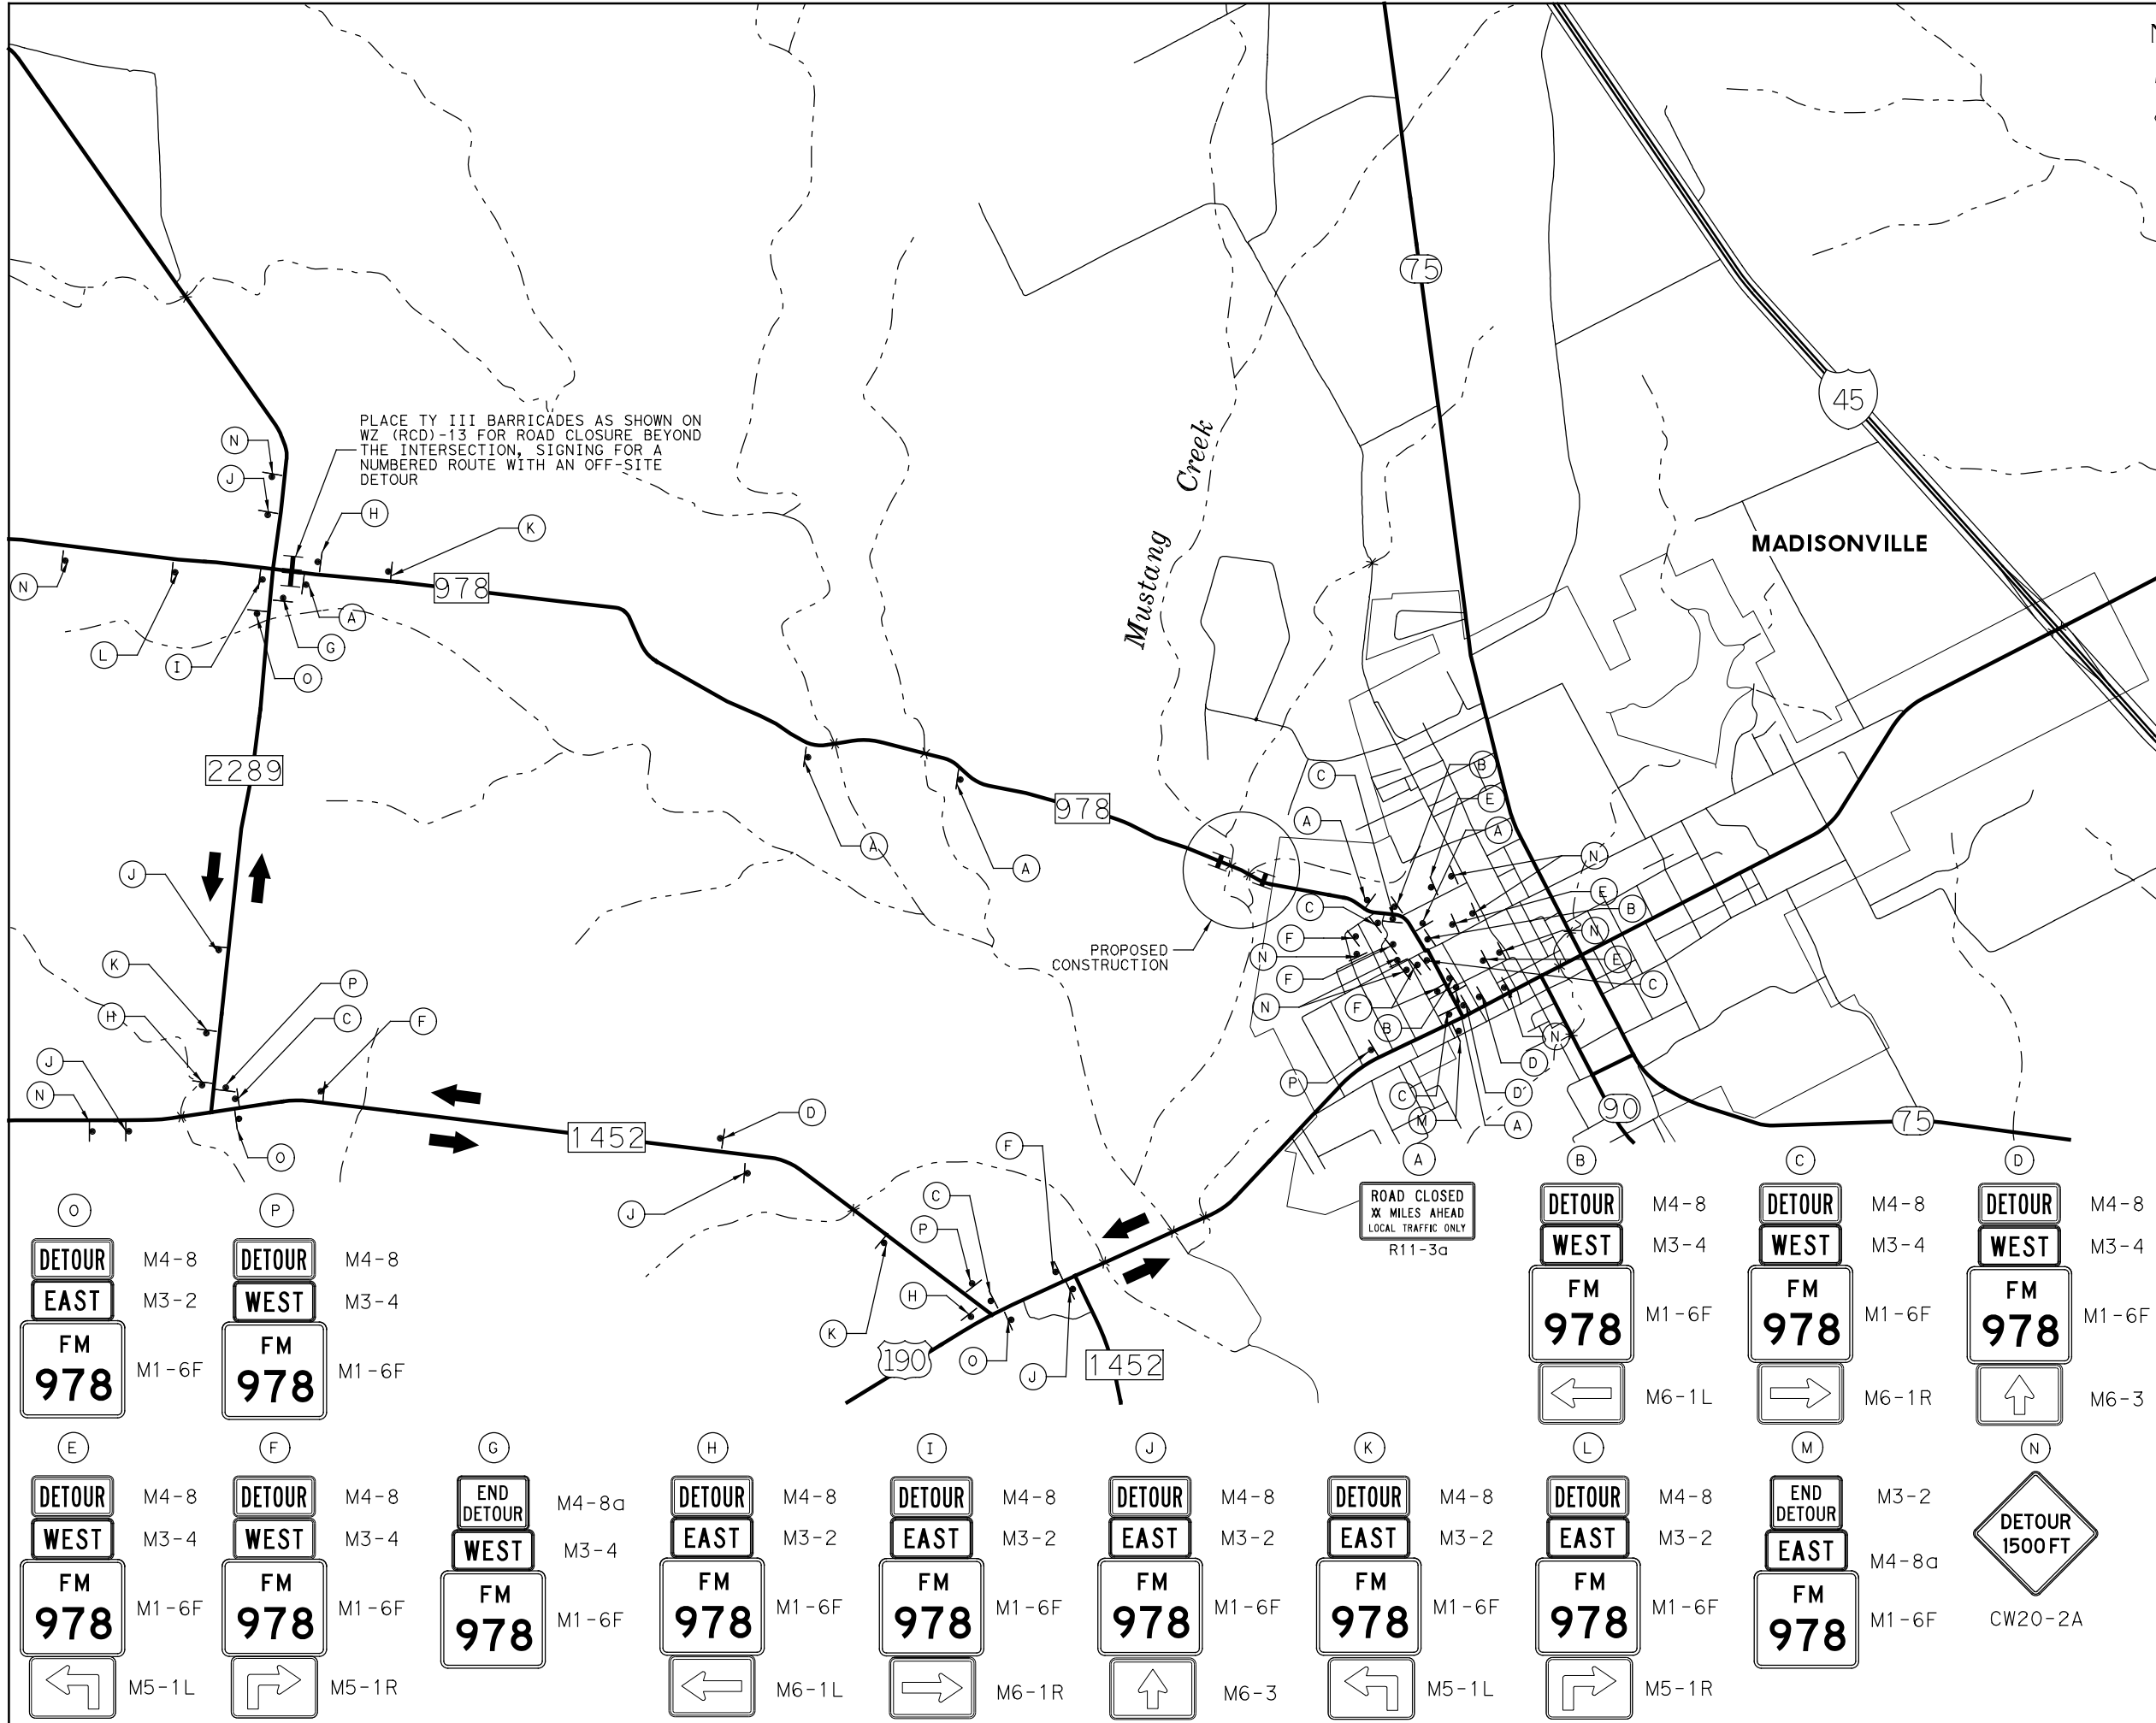 N
75
45
PLACE TY III BARRICADES AS SHOWN ON
WZ (RCD)-13 FOR ROAD CLOSURE BEYOND
THE INTERSECTION, SIGNING FOR A
NUMBERED ROUTE WITH AN OFF-SITE
DETOUR
N
J
H
K
Mustang Creek
MADISONVILLE
N
978
A
L
I
G
O
2289
B
C
E
978
A
A
A
A
N
J
E
C
B
F
N
PROPOSED
CONSTRUCTION
N
K
E
F
P
C
N
F
B
H
C
F
N
J
D
P
N
C
D
90
75
D
M
A
1452
F
O
J
C
P
H
K
190
O
J
1452
A
ROAD CLOSED
XX MILES AHEAD
LOCAL TRAFFIC ONLY
R11-3a
B
DETOUR M4-8
WEST M3-4
FM
978 M1-6F
M6-1L
C
DETOUR M4-8
WEST M3-4
FM
978 M1-6F
M6-1R
D
DETOUR M4-8
WEST M3-4
FM
978 M1-6F
M6-3
O
DETOUR M4-8
EAST M3-2
FM
978 M1-6F
P
DETOUR M4-8
WEST M3-4
FM
978 M1-6F
E
DETOUR M4-8
WEST M3-4
FM
978 M1-6F
M5-1L
F
DETOUR M4-8
WEST M3-4
FM
978 M1-6F
M5-1R
G
END
DETOUR M4-8a
WEST M3-4
FM
978 M1-6F
H
DETOUR M4-8
EAST M3-2
FM
978 M1-6F
M6-1L
I
DETOUR M4-8
EAST M3-2
FM
978 M1-6F
M6-1R
J
DETOUR M4-8
EAST M3-2
FM
978 M1-6F
M6-3
K
DETOUR M4-8
EAST M3-2
FM
978 M1-6F
M5-1L
L
DETOUR M4-8
EAST M3-2
FM
978 M1-6F
M5-1R
M
END
DETOUR M3-2
EAST M4-8a
FM
978 M1-6F
N
DETOUR
1500 FT
CW20-2A